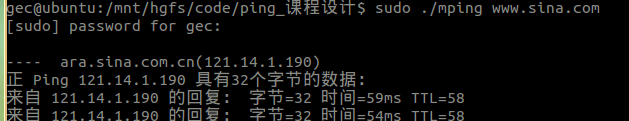 gec@ubuntu:/mnt/hgfs/code/ping_课程设计$ sudo ./mping www.sina.com
[sudo] password for gec:
----  ara.sina.com.cn(121.14.1.190)
正 Ping 121.14.1.190 具有32个字节的数据:
来自 121.14.1.190 的回复:  字节=32 时间=59ms TTL=58
来自 121.14.1.190 的回复:  字节=32 时间=54ms TTL=58